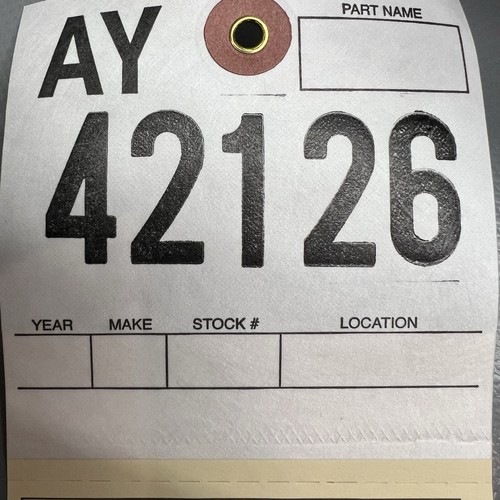 AY
PART NAME
42126
YEAR MAKE STOCK # LOCATION